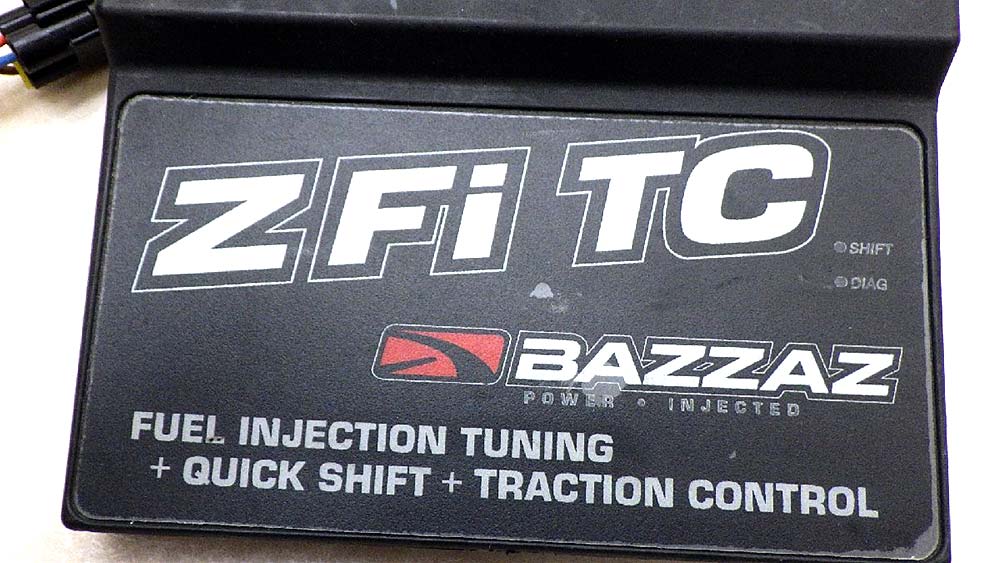 ZFi TC
SHIFT
DIAG
BAZZAZ
POWER • INJECTED
FUEL INJECTION TUNING
+ QUICK SHIFT + TRACTION CONTROL